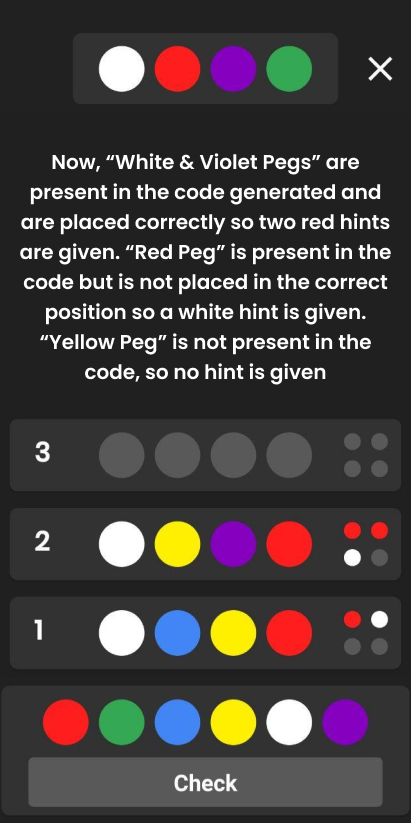 Now, “White & Violet Pegs” are
present in the code generated and
are placed correctly so two red hints
are given. “Red Peg” is present in the
code but is not placed in the correct
position so a white hint is given.
“Yellow Peg” is not present in the
code, so no hint is given
3
2
1
Check